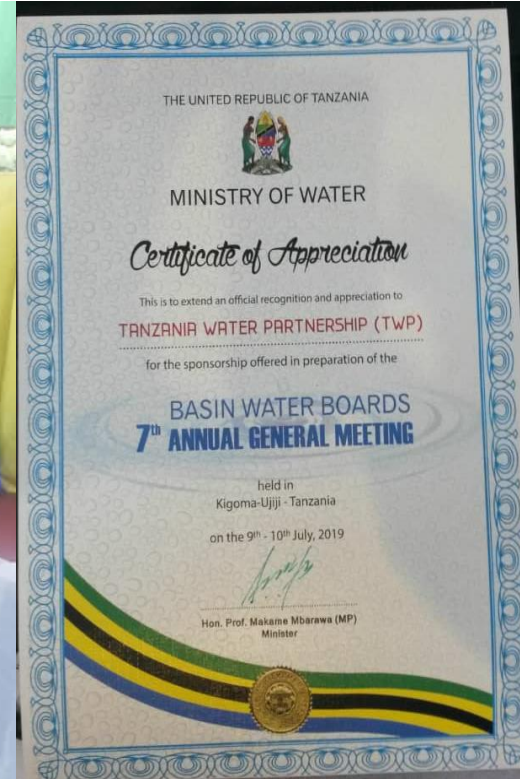 THE UNITED REPUBLIC OF TANZANIA
MINISTRY OF WATER
Certificate of Appreciation
This is to extend an official recognition and appreciation to
TANZANIA WATER PARTNERSHIP (TWP)
for the sponsorship offered in preparation of the
BASIN WATER BOARDS
7th ANNUAL GENERAL MEETING
held in
Kigoma-Ujiji - Tanzania
on the 9th - 10th July, 2019
Hon. Prof. Makame Mbarawa (MP)
Minister